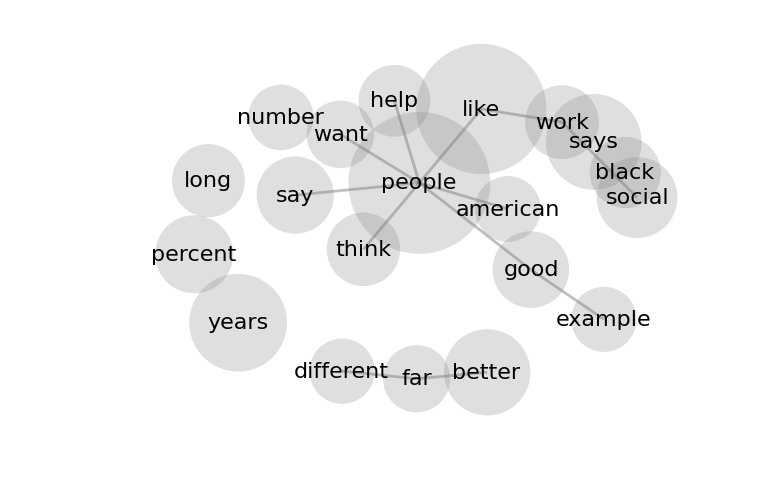 help
like
number
work
want
says
black
long
people
say
social
american
think
percent
good
example
years
different
far
better